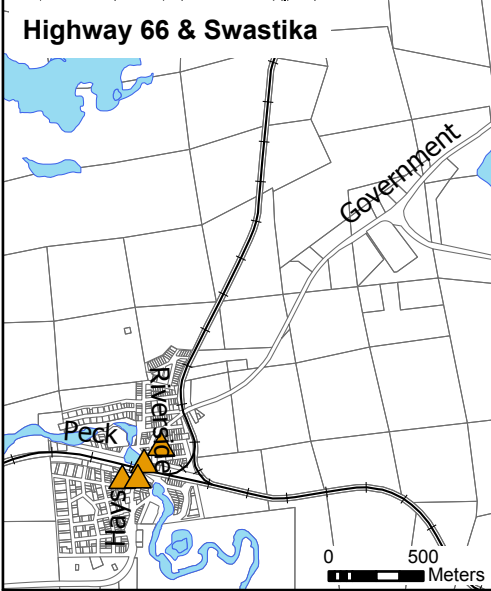 Highway 66 & Swastika
Government
Riverside
Peck
Hays
0 500
Meters